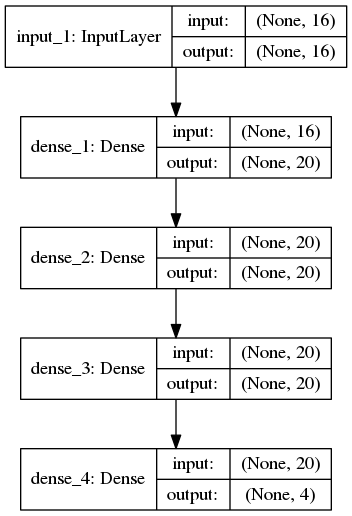 input_1: InputLayer
input: (None, 16)
output: (None, 16)
dense_1: Dense
input: (None, 16)
output: (None, 20)
dense_2: Dense
input: (None, 20)
output: (None, 20)
dense_3: Dense
input: (None, 20)
output: (None, 20)
dense_4: Dense
input: (None, 20)
output: (None, 4)